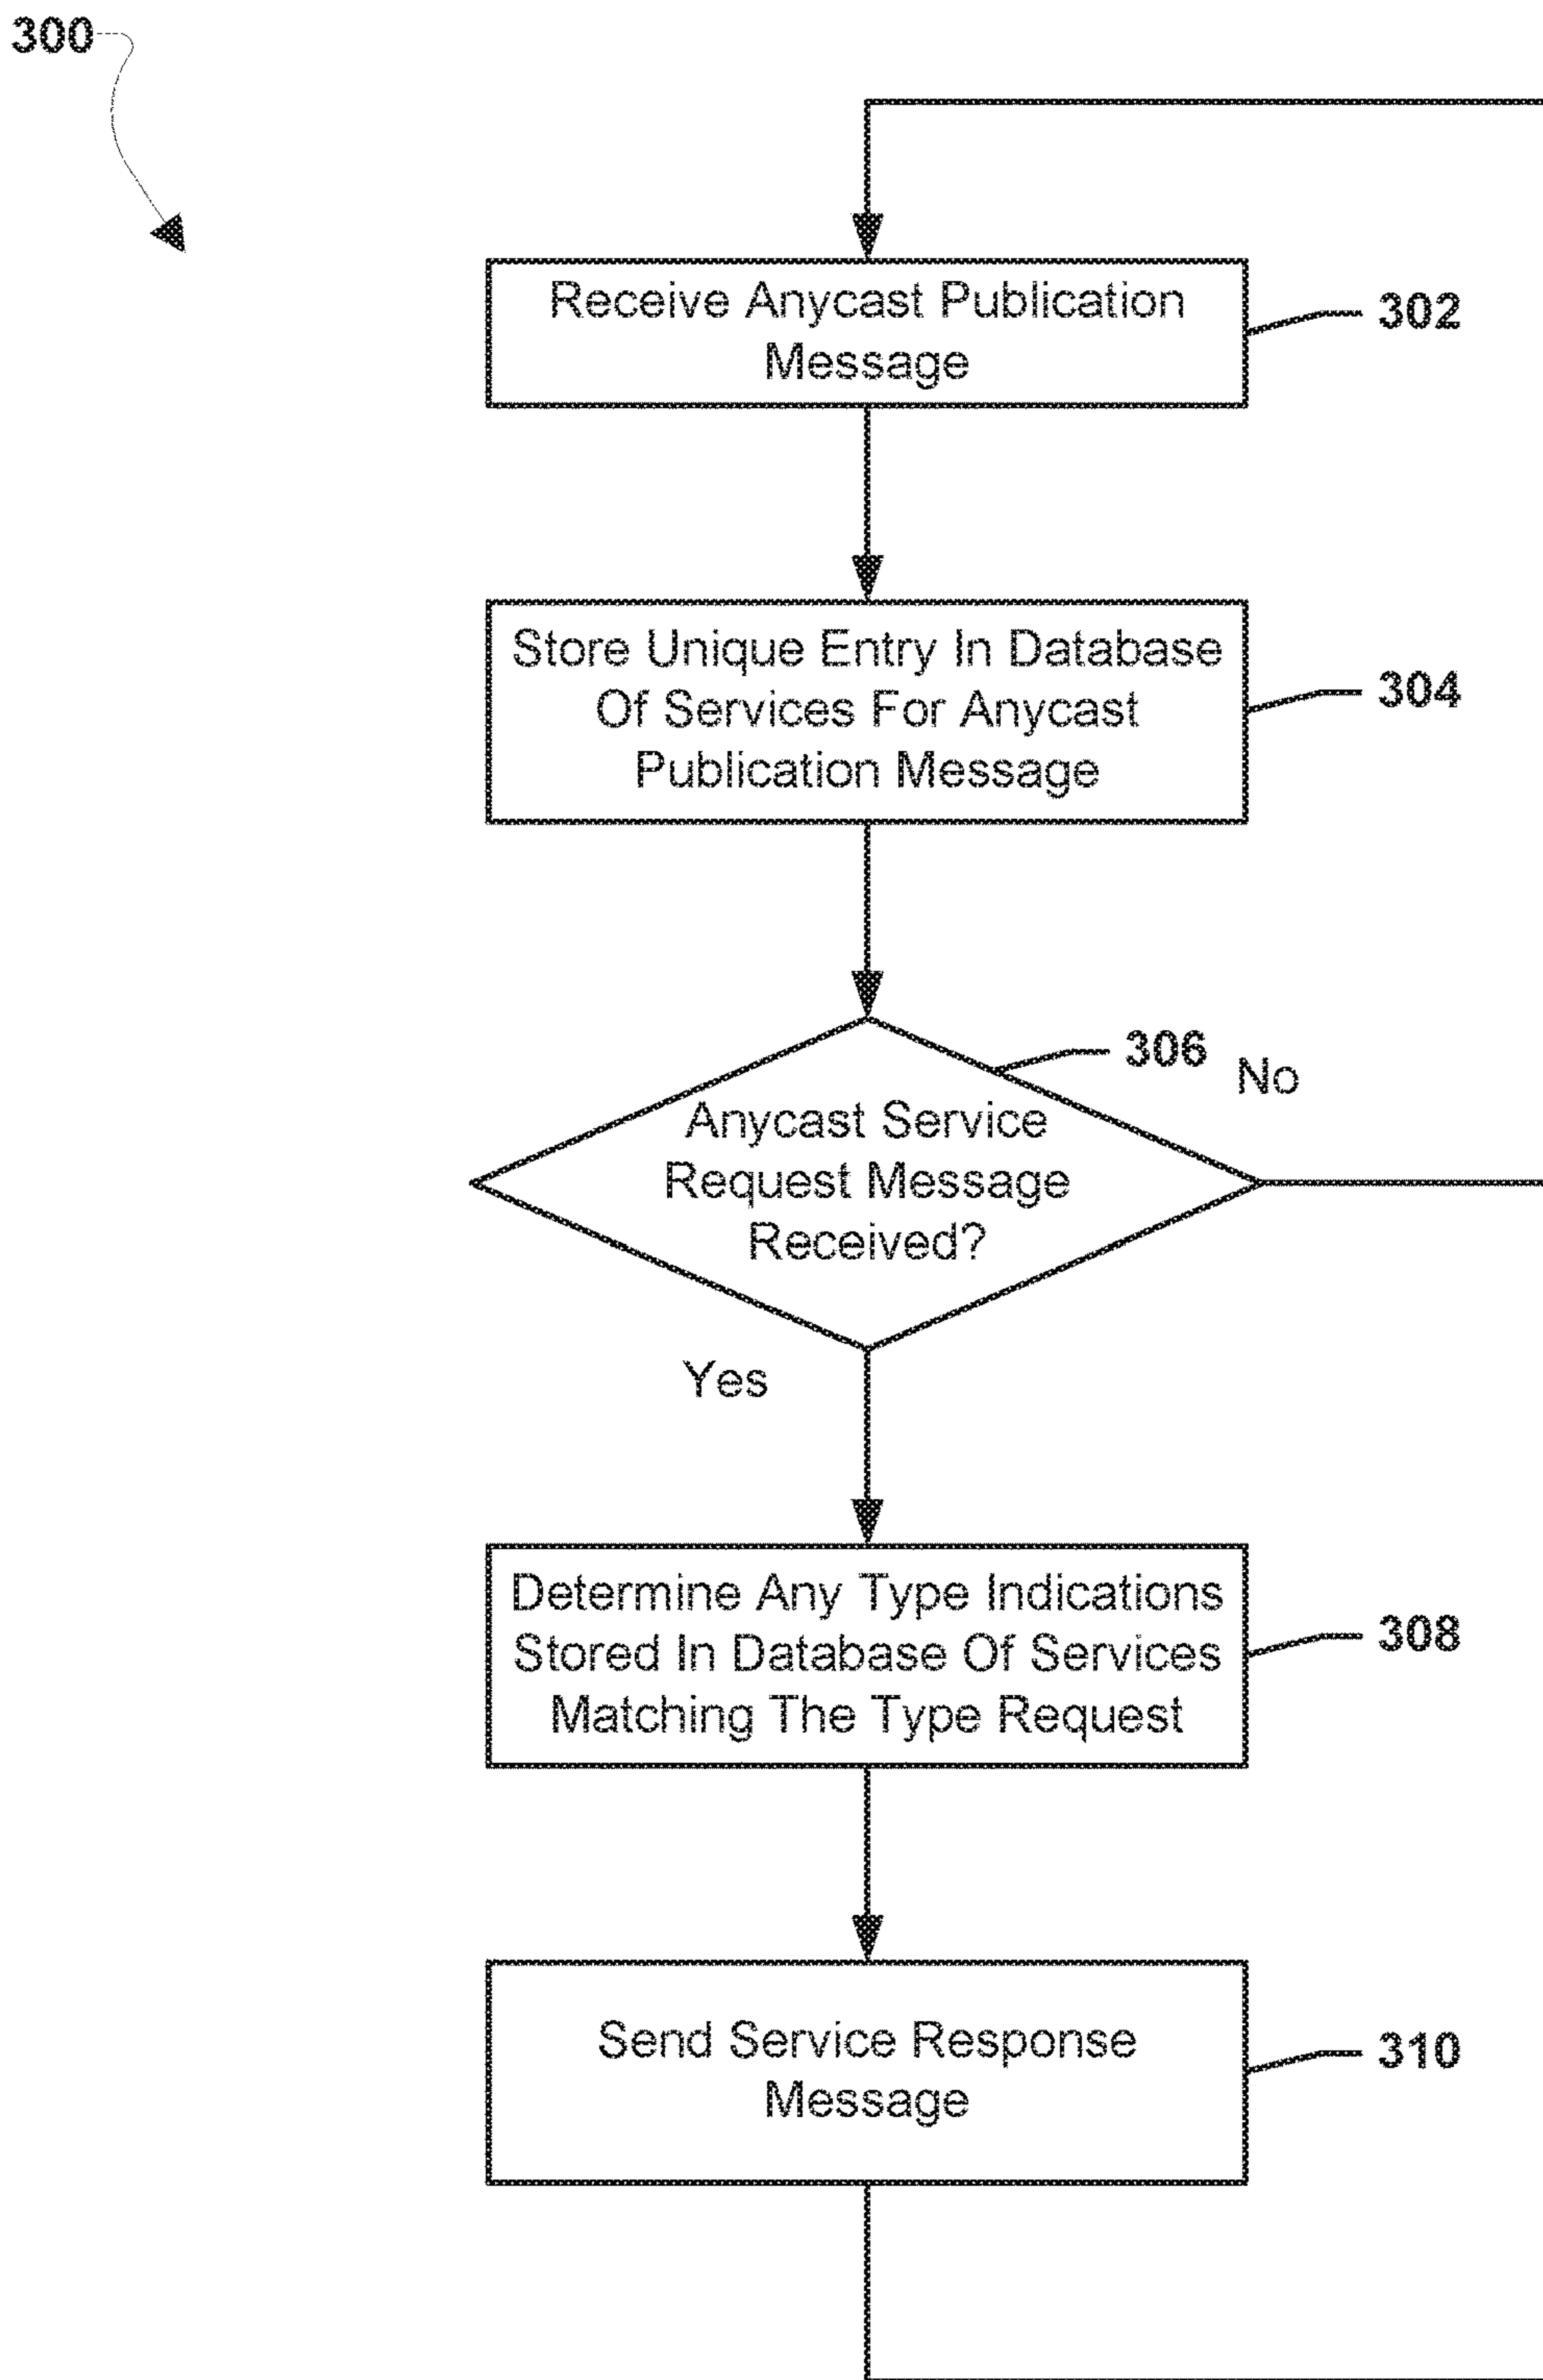 300
Receive Anycast Publication
Message
302
Store Unique Entry In Database
Of Services For Anycast
Publication Message
304
306
No
Anycast Service
Request Message
Received?
Yes
Determine Any Type Indications
Stored In Database Of Services
Matching The Type Request
308
Send Service Response
Message
310